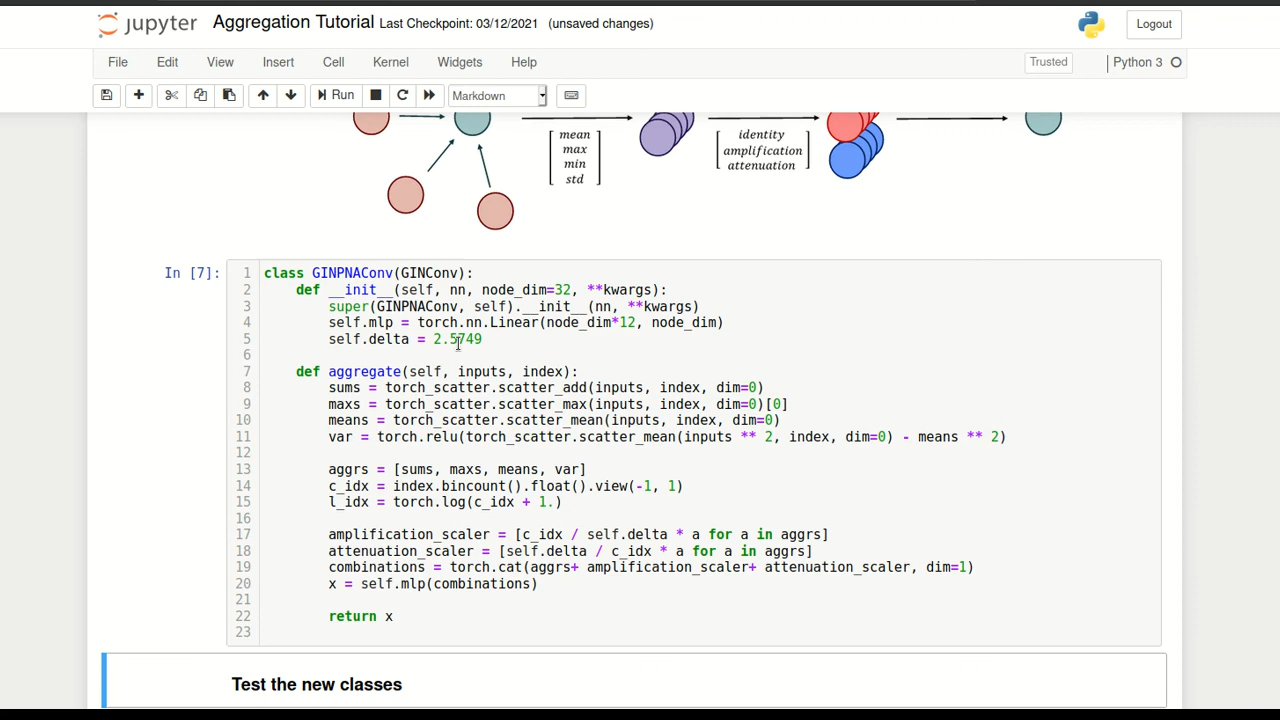 jupyter Aggregation Tutorial Last Checkpoint: 03/12/2021 (unsaved changes) Logout
File Edit View Insert Cell Kernel Widgets Help Trusted Python 3
Run Markdown
mean
max
min
std
identity
amplification
attenuation
In [7]:
1 class GINPNAConv(GINConv):
2 def __init__(self, nn, node_dim=32, **kwargs):
3 super(GINPNAConv, self).__init__(nn, **kwargs)
4 self.mlp = torch.nn.Linear(node_dim*12, node_dim)
5 self.delta = 2.5749
6
7 def aggregate(self, inputs, index):
8 sums = torch_scatter.scatter_add(inputs, index, dim=0)
9 maxs = torch_scatter.scatter_max(inputs, index, dim=0)[0]
10 means = torch_scatter.scatter_mean(inputs, index, dim=0)
11 var = torch.relu(torch_scatter.scatter_mean(inputs ** 2, index, dim=0) - means ** 2)
12
13 aggrs = [sums, maxs, means, var]
14 c_idx = index.bincount().float().view(-1, 1)
15 l_idx = torch.log(c_idx + 1.)
16
17 amplification_scaler = [c_idx / self.delta * a for a in aggrs]
18 attenuation_scaler = [self.delta / c_idx * a for a in aggrs]
19 combinations = torch.cat(aggrs+ amplification_scaler+ attenuation_scaler, dim=1)
20 x = self.mlp(combinations)
21
22 return x
23
Test the new classes